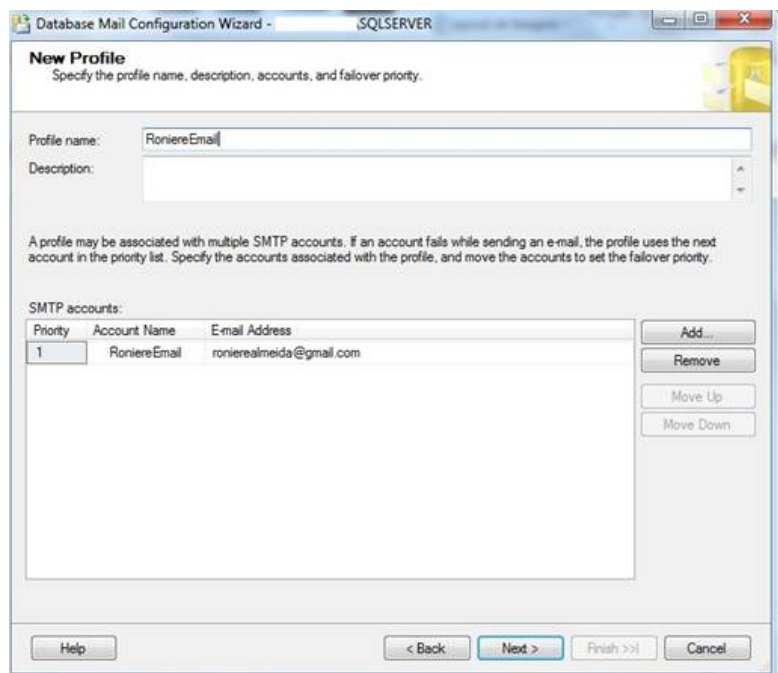 Database Mail Configuration Wizard - .SQLSERVER
New Profile
Specify the profile name, description, accounts, and failover priority.
Profile name: RoniereEmail
Description:
A profile may be associated with multiple SMTP accounts. If an account fails while sending an e-mail, the profile uses the next
account in the priority list. Specify the accounts associated with the profile, and move the accounts to set the failover priority.
SMTP accounts:
Priority Account Name E-mail Address
1 RoniereEmail ronierealmeida@gmail.com
Add...
Remove
Move Up
Move Down
Help < Back Next > Finish >>| Cancel